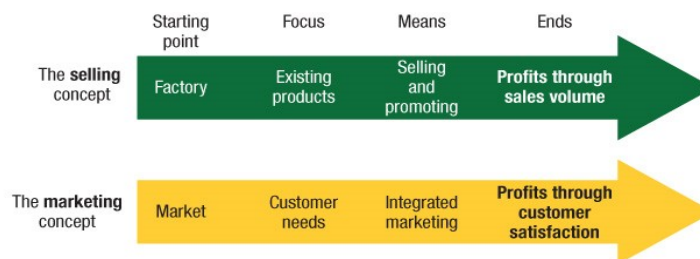 Starting point
Focus
Means
Ends
The selling concept
Factory
Existing products
Selling and promoting
Profits through sales volume
The marketing concept
Market
Customer needs
Integrated marketing
Profits through customer satisfaction